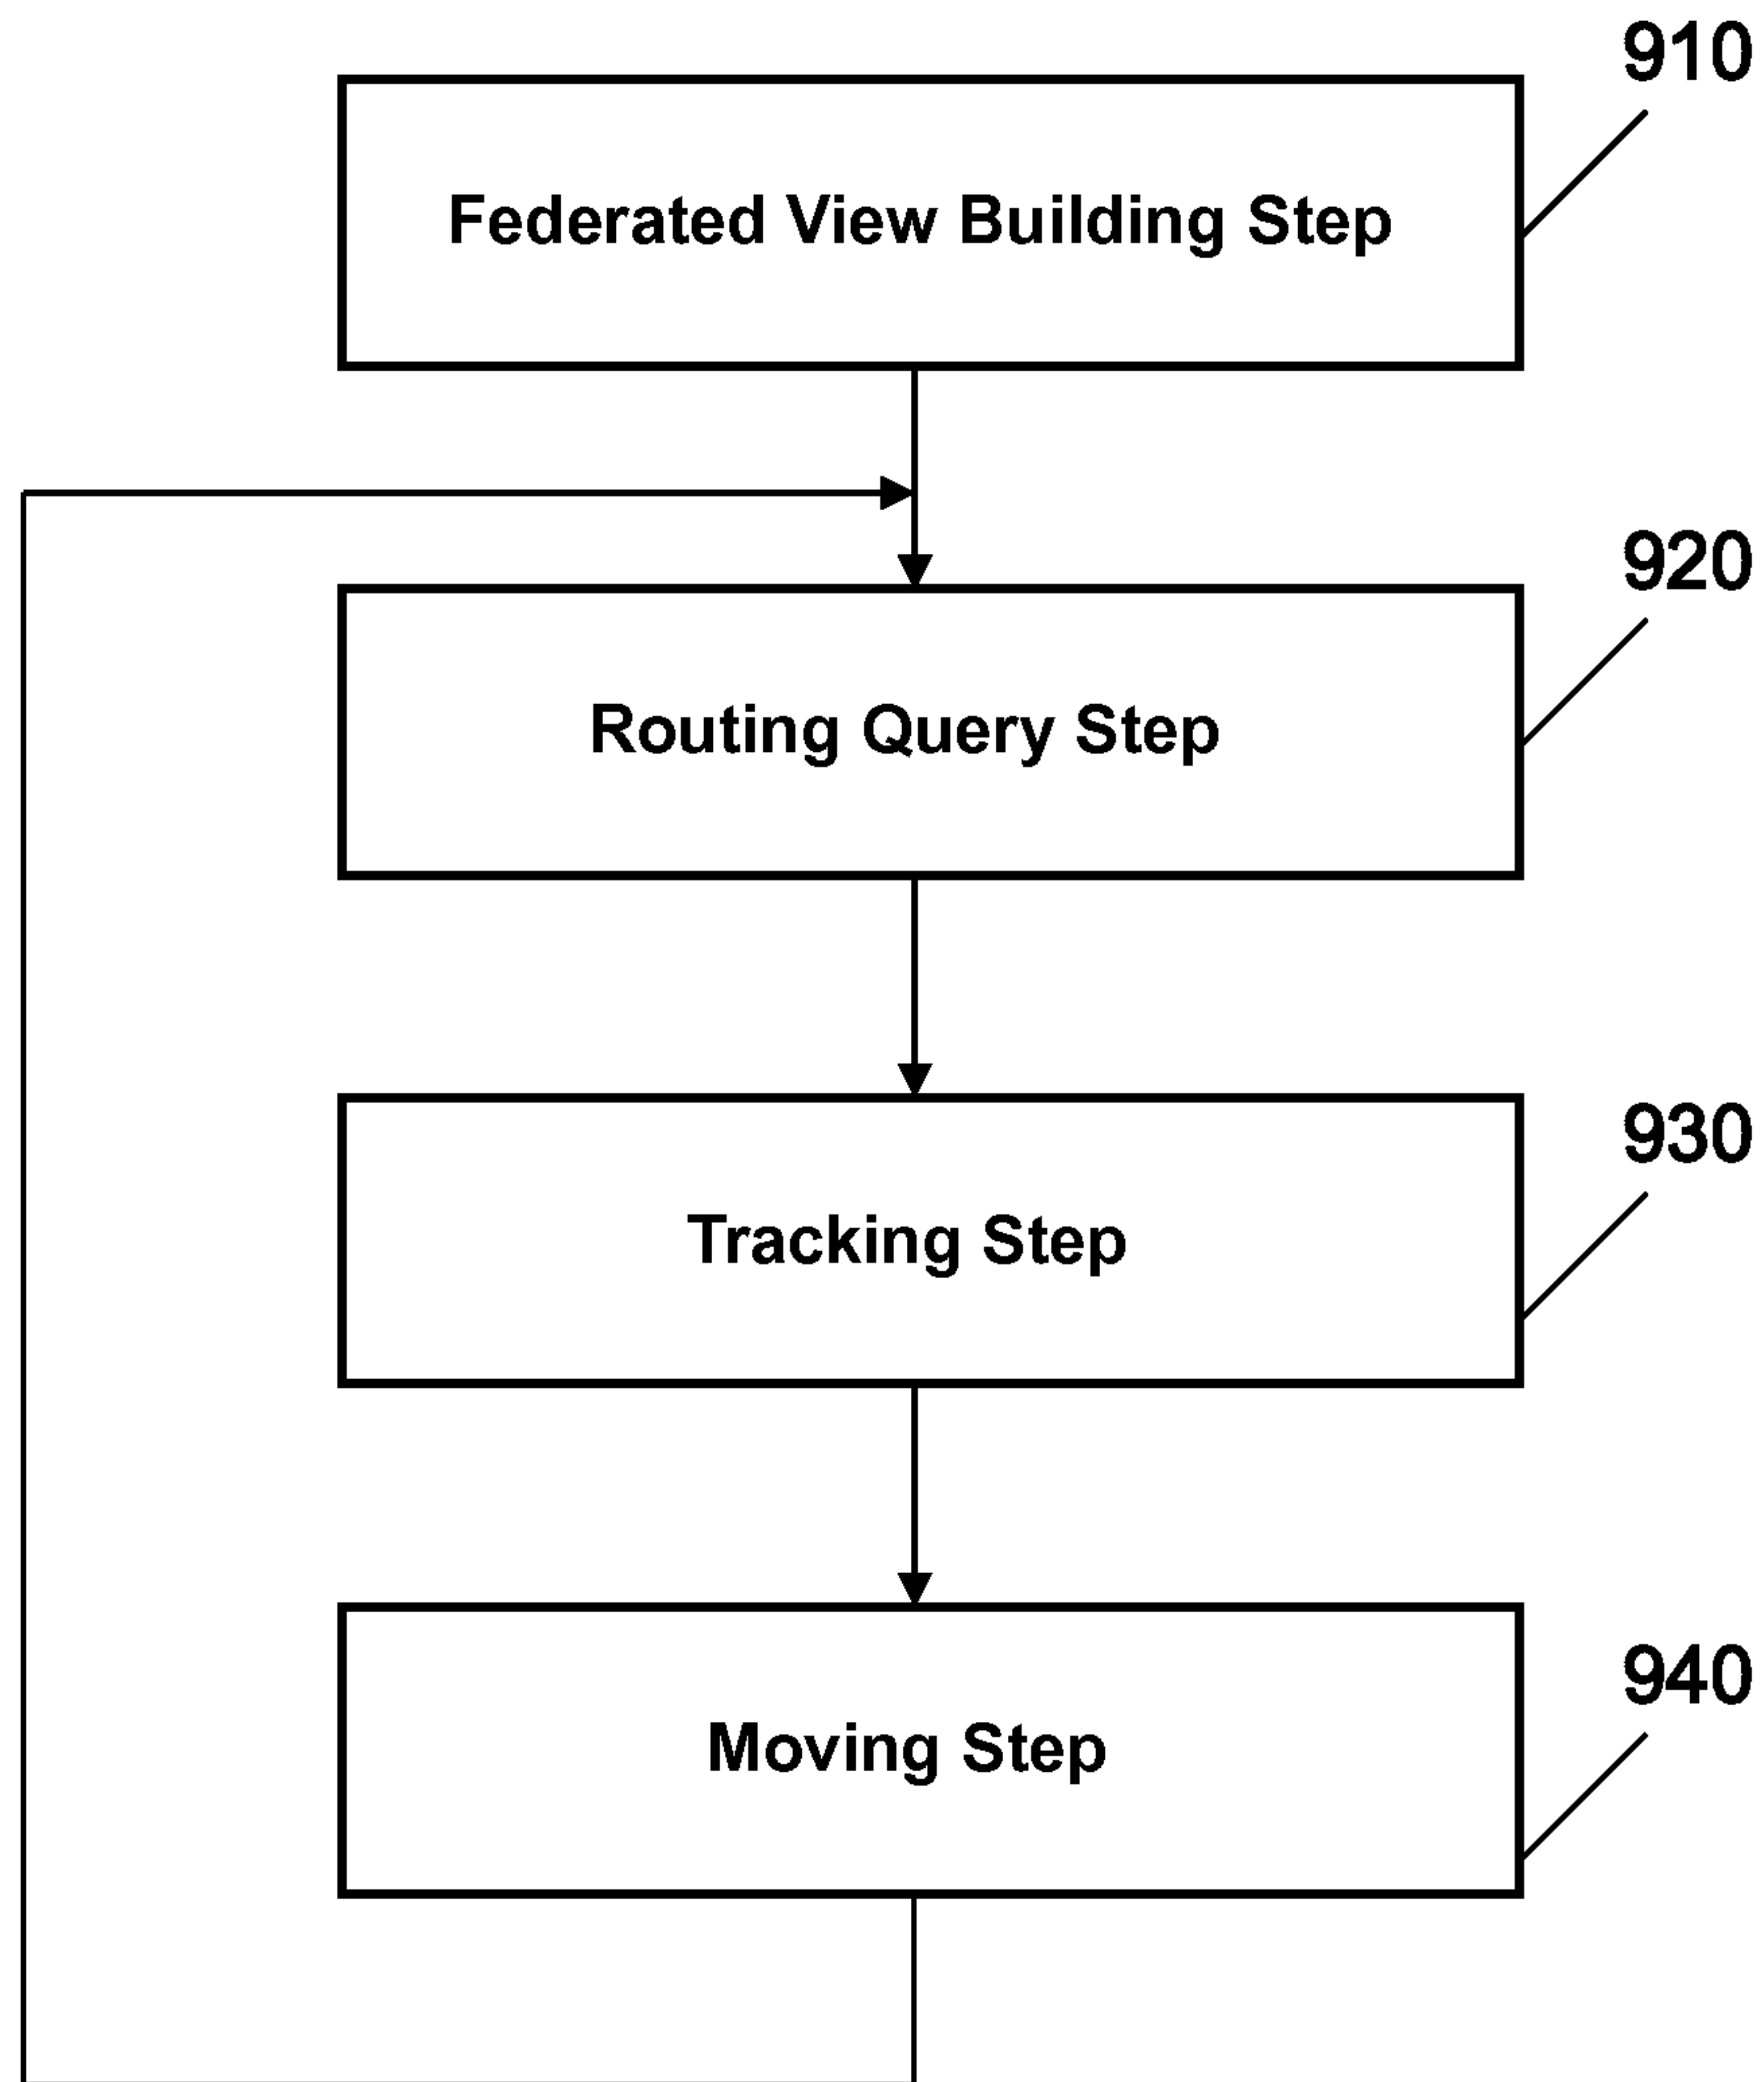 910
Federated View Building Step
920
Routing Query Step
930
Tracking Step
940
Moving Step